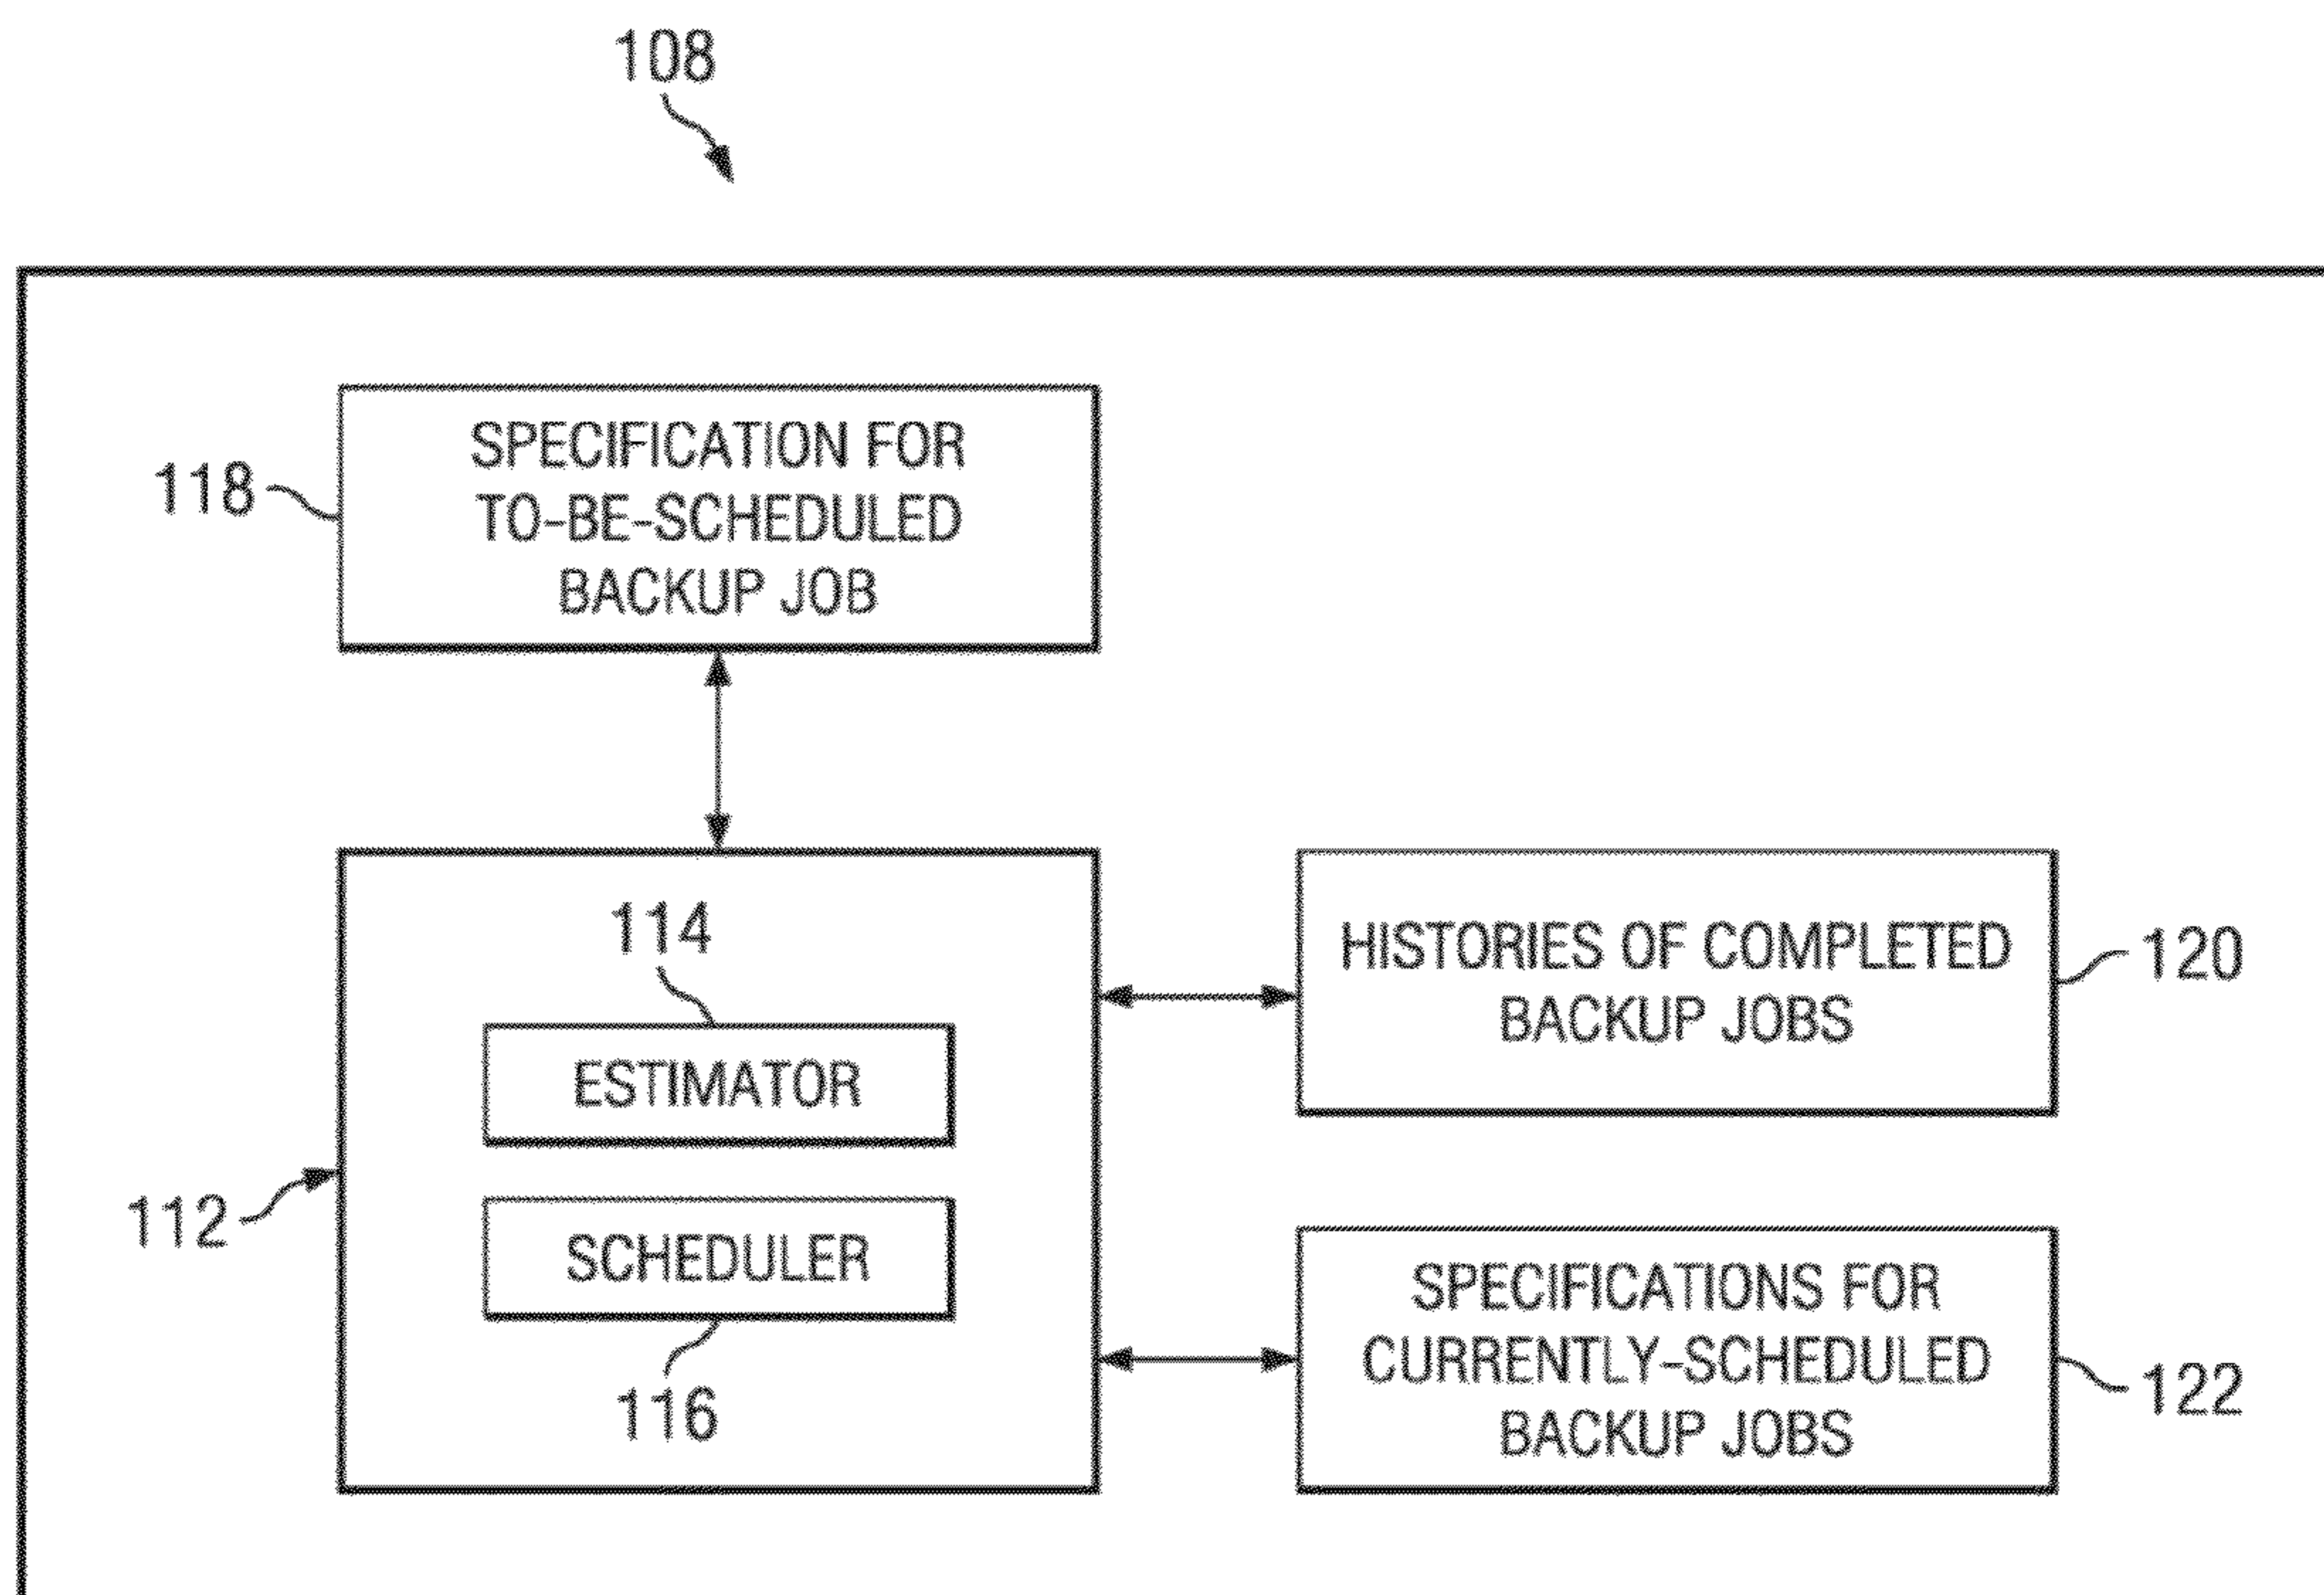 108
118
SPECIFICATION FOR
TO-BE-SCHEDULED
BACKUP JOB
114
ESTIMATOR
SCHEDULER
116
112
HISTORIES OF COMPLETED
BACKUP JOBS
120
SPECIFICATIONS FOR
CURRENTLY-SCHEDULED
BACKUP JOBS
122